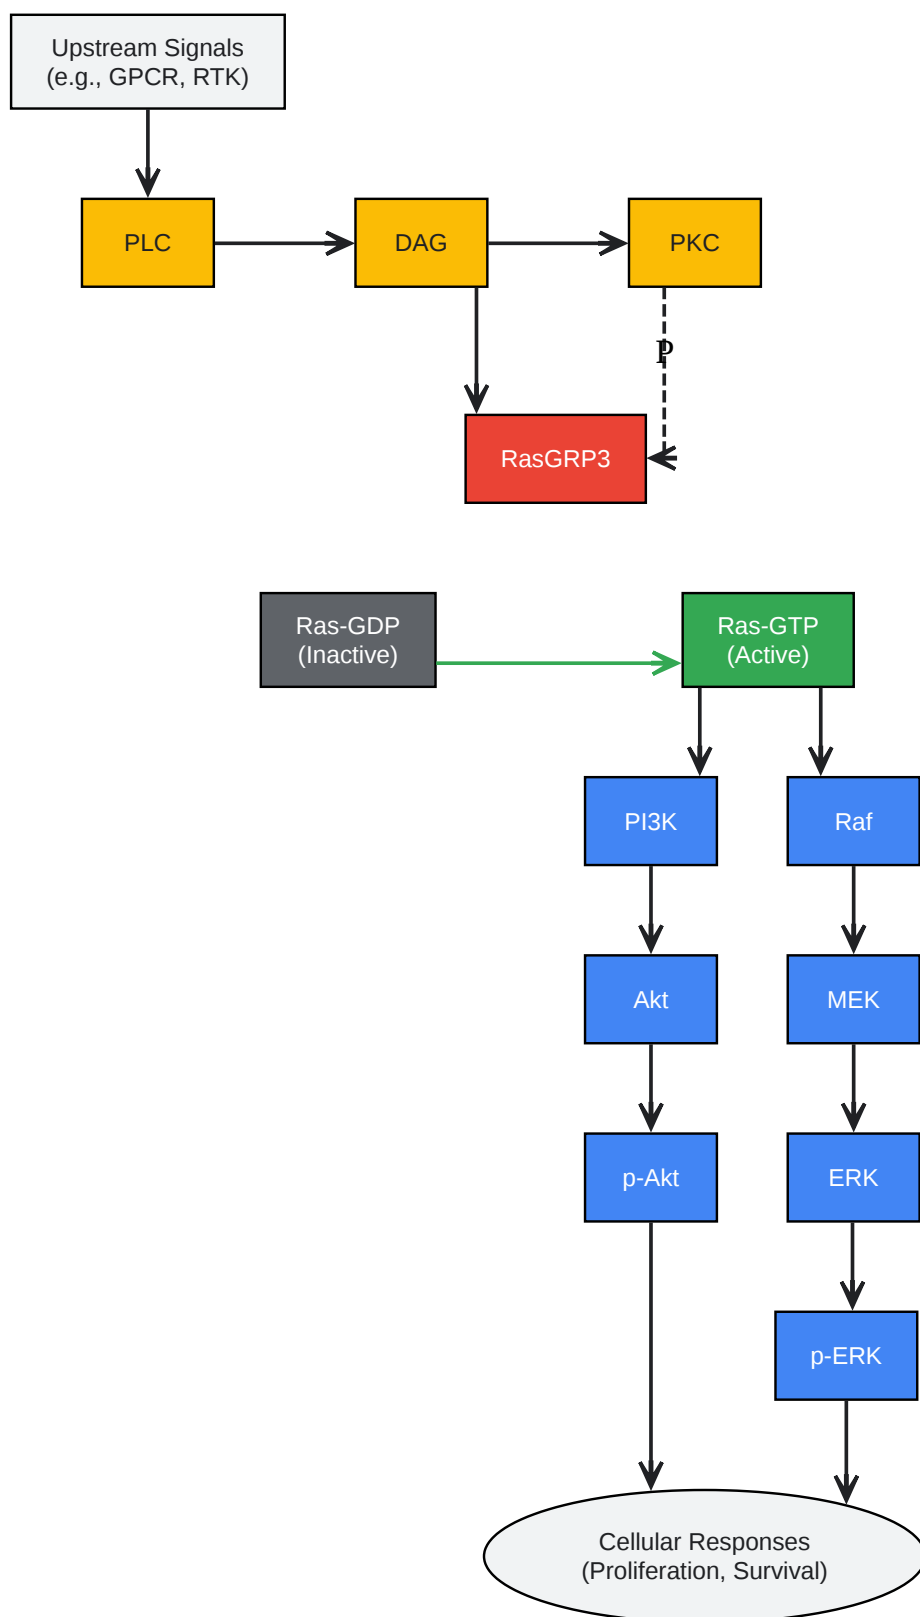 Upstream Signals
(e.g., GPCR, RTK)
PLC
DAG
PKC
P
RasGRP3
Ras-GDP
(Inactive)
Ras-GTP
(Active)
PI3K
Raf
Akt
MEK
p-Akt
ERK
p-ERK
Cellular Responses
(Proliferation, Survival)